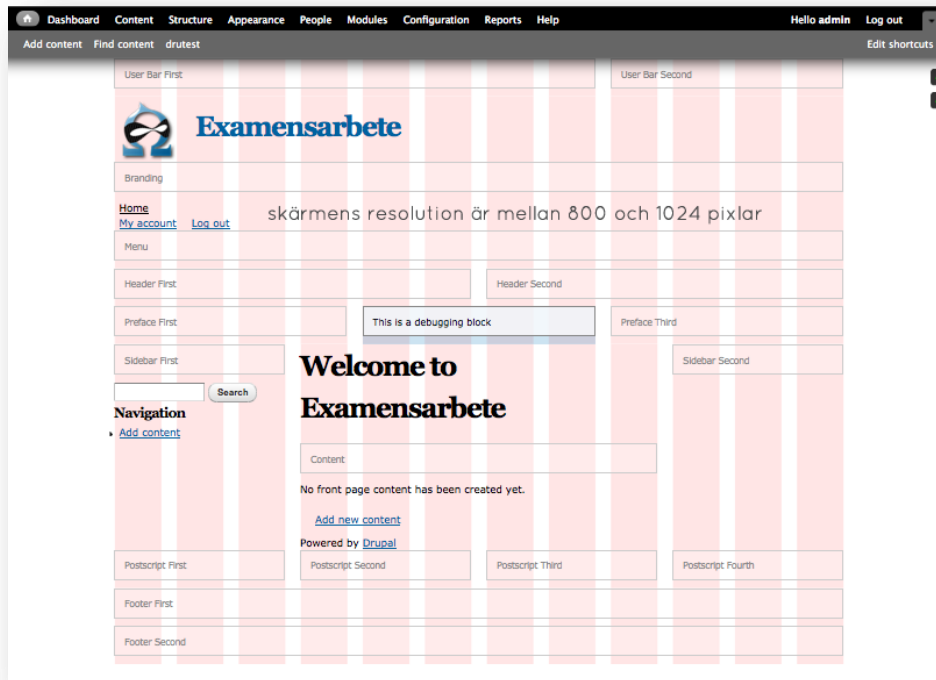 Dashboard Content Structure Appearance People Modules Configuration Reports Help Hello admin Log out
Add content Find content drutest Edit shortcuts
User Bar First User Bar Second
Examensarbete
Branding
Home
skärmens resolution är mellan 800 och 1024 pixlar
My account Log out
Menu
Header First Header Second
Preface First This is a debugging block Preface Third
Sidebar First Sidebar Second
Welcome to
Examensarbete
Search
Navigation
Add content
Content
No front page content has been created yet.
Add new content
Powered by Drupal
Postscript First Postscript Second Postscript Third Postscript Fourth
Footer First
Footer Second